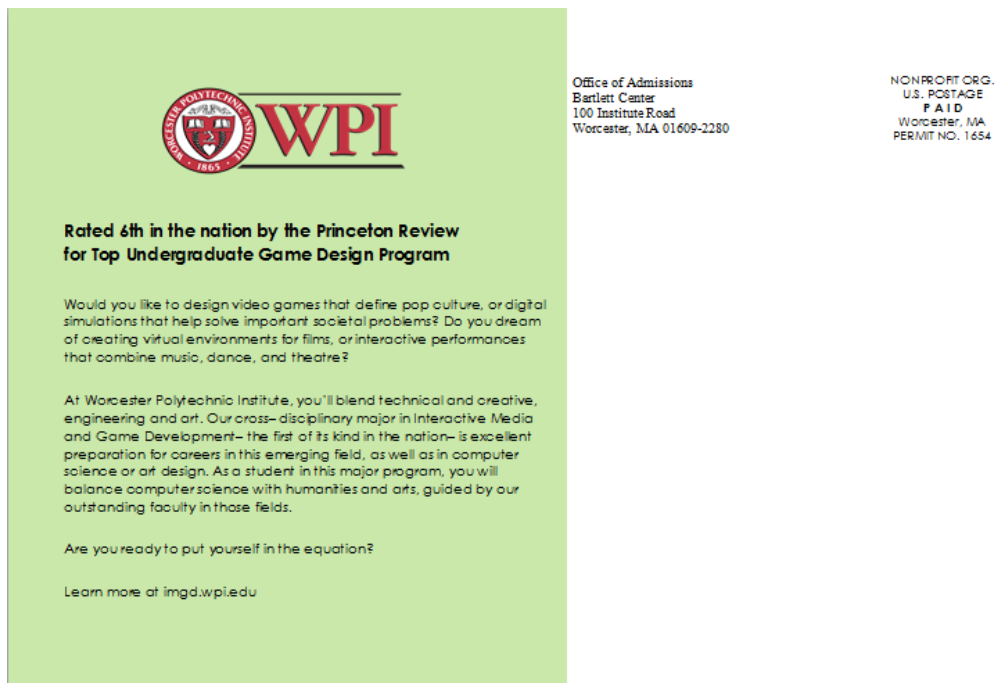 WORCESTER POLYTECHNIC INSTITUTE
1865
WPI
Rated 6th in the nation by the Princeton Review
for Top Undergraduate Game Design Program
Would you like to design video games that define pop culture, or digital
simulations that help solve important societal problems? Do you dream
of creating virtual environments for films, or interactive performances
that combine music, dance, and theatre?
At Worcester Polytechnic Institute, you'll blend technical and creative,
engineering and art. Our cross– disciplinary major in Interactive Media
and Game Development– the first of its kind in the nation– is excellent
preparation for careers in this emerging field, as well as in computer
science or art design. As a student in this major program, you will
balance computer science with humanities and arts, guided by our
outstanding faculty in those fields.
Are you ready to put yourself in the equation?
Learn more at imgd.wpi.edu
Office of Admissions
Bartlett Center
100 Institute Road
Worcester, MA 01609-2280
NONPROFIT ORG.
U.S. POSTAGE
PAID
Worcester, MA
PERMIT NO. 1654